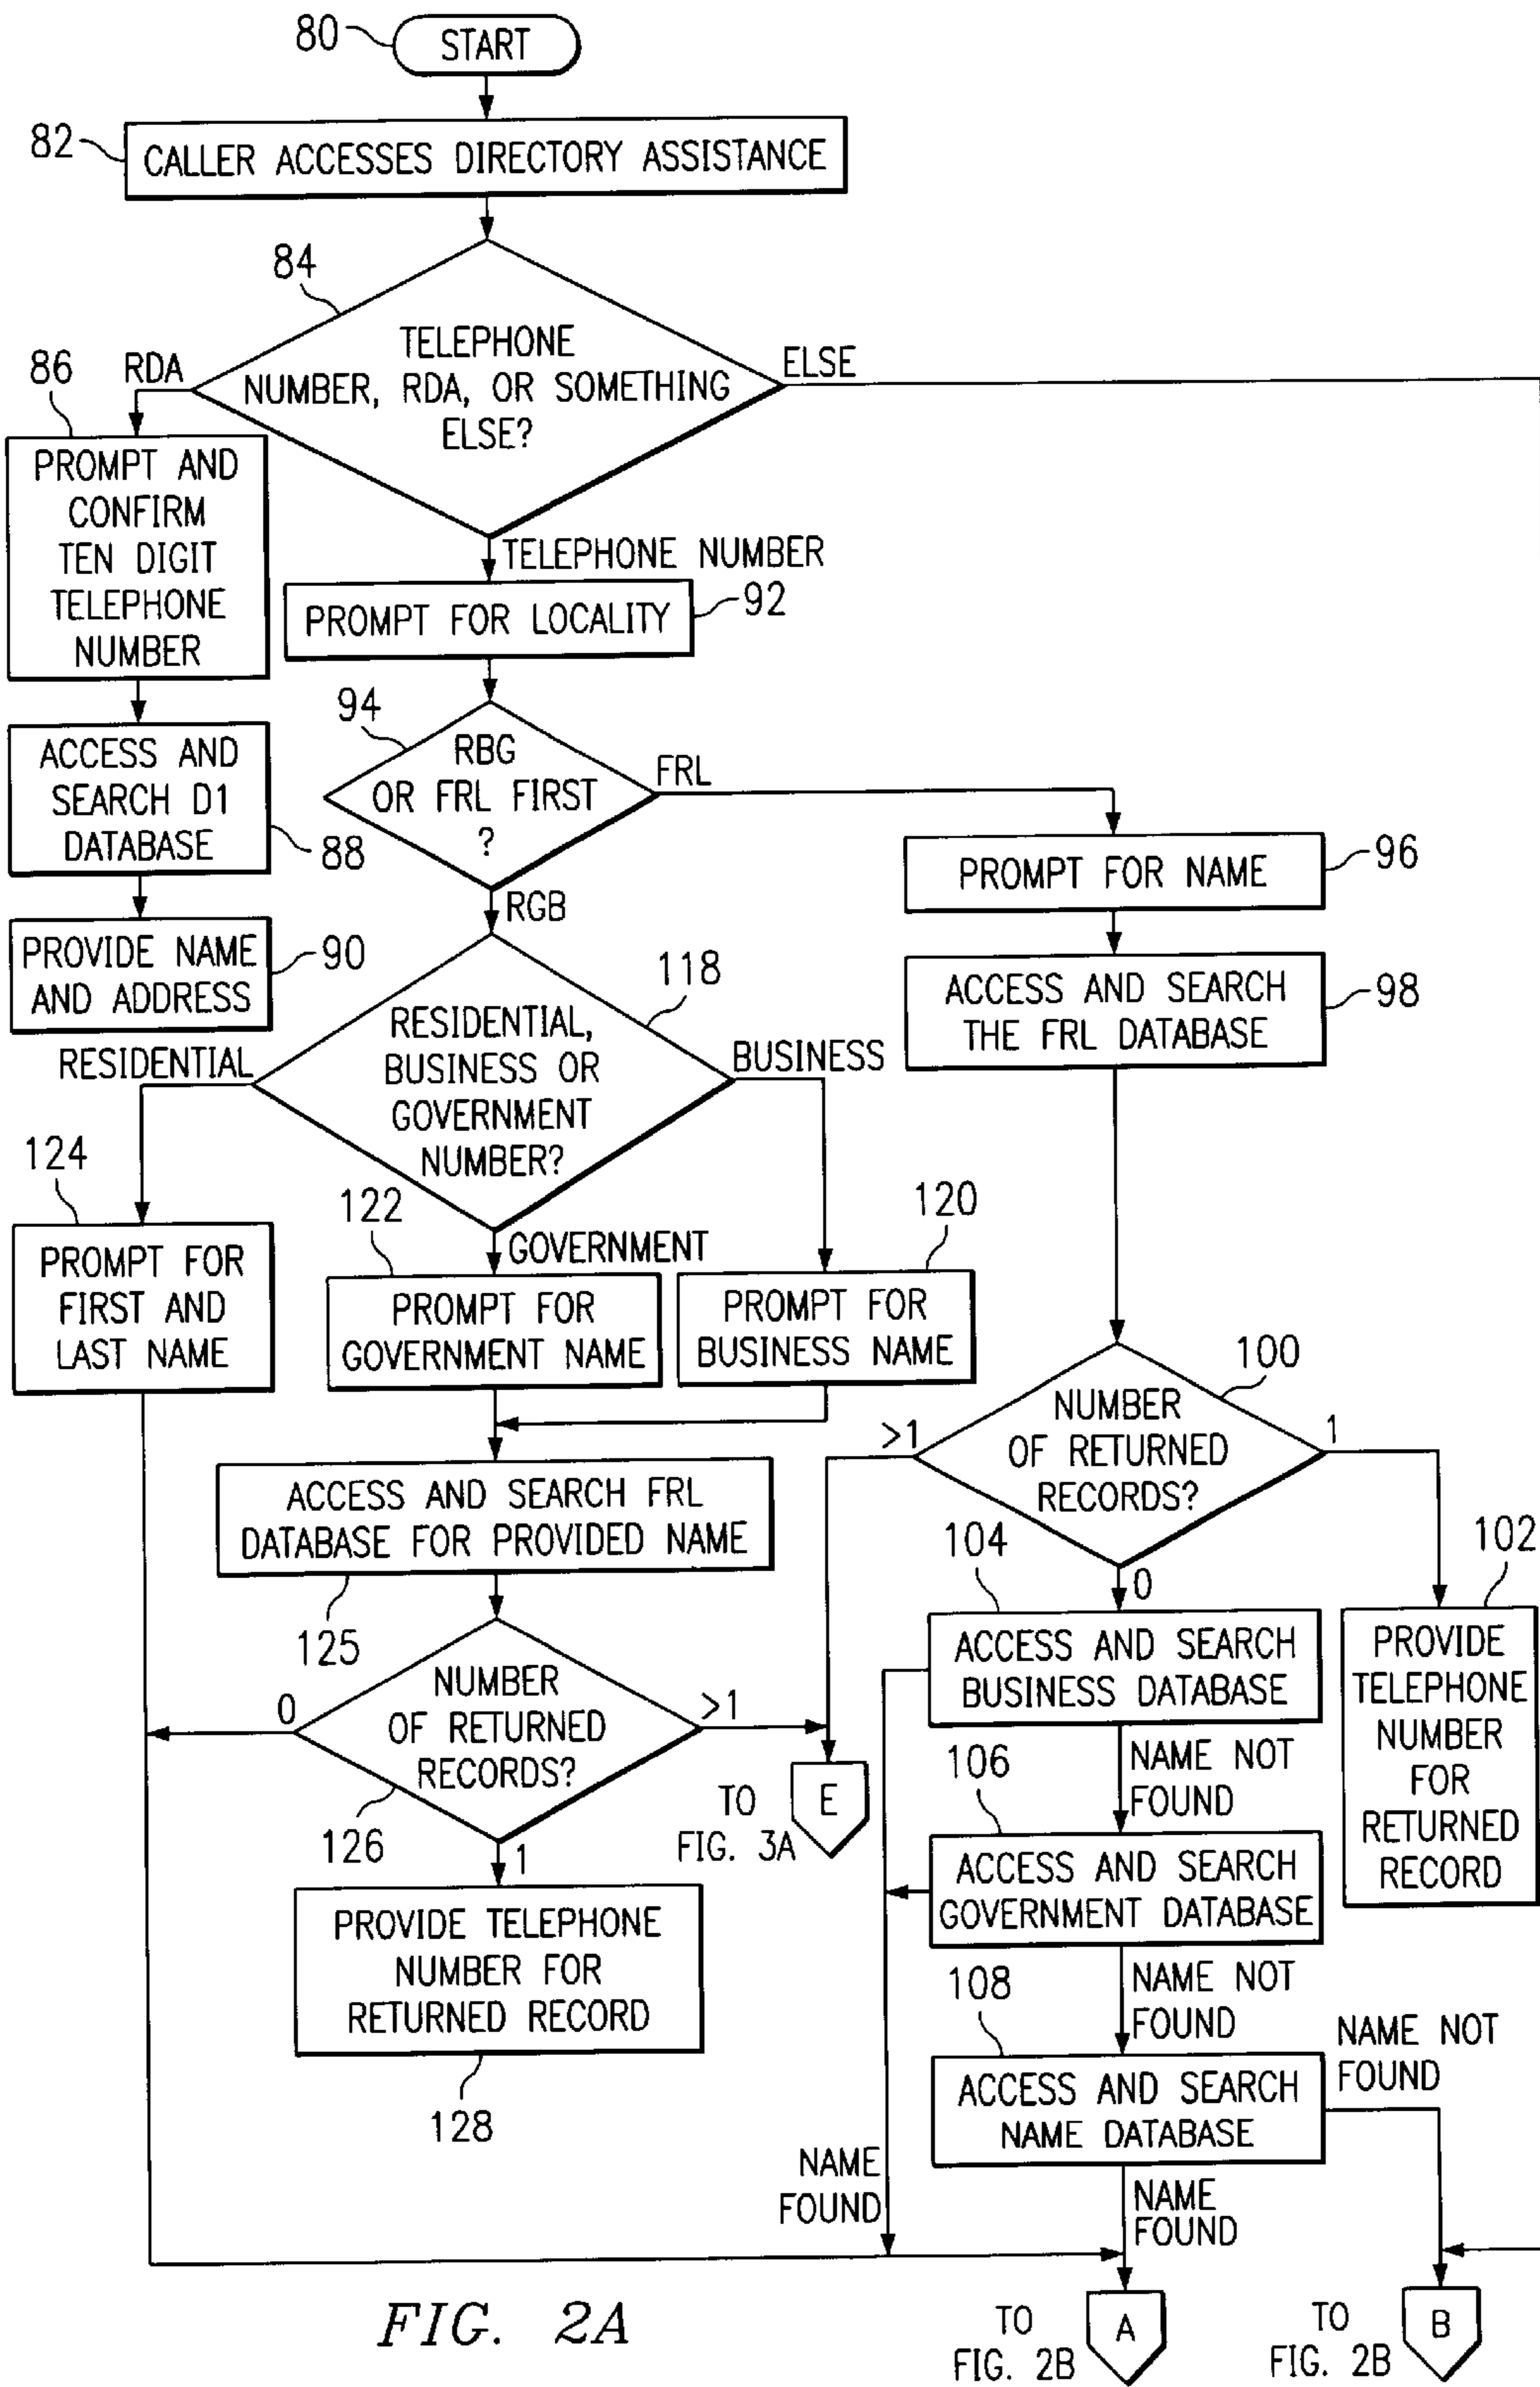 80
START
82
CALLER ACCESSES DIRECTORY ASSISTANCE
84
TELEPHONE
NUMBER, RDA, OR SOMETHING
ELSE?
RDA
ELSE
86
PROMPT AND
CONFIRM
TEN DIGIT
TELEPHONE
NUMBER
TELEPHONE NUMBER
PROMPT FOR LOCALITY
92
94
RBG
OR FRL FIRST
?
FRL
RGB
ACCESS AND
SEARCH D1
DATABASE
88
PROMPT FOR NAME
96
PROVIDE NAME
AND ADDRESS
90
ACCESS AND SEARCH
THE FRL DATABASE
98
118
RESIDENTIAL,
BUSINESS OR
GOVERNMENT
NUMBER?
RESIDENTIAL
BUSINESS
GOVERNMENT
124
PROMPT FOR
FIRST AND
LAST NAME
122
PROMPT FOR
GOVERNMENT NAME
120
PROMPT FOR
BUSINESS NAME
100
NUMBER
OF RETURNED
RECORDS?
>1
1
0
ACCESS AND SEARCH FRL
DATABASE FOR PROVIDED NAME
125
104
ACCESS AND SEARCH
BUSINESS DATABASE
102
PROVIDE
TELEPHONE
NUMBER
FOR
RETURNED
RECORD
NUMBER
OF RETURNED
RECORDS?
0
>1
126
1
TO
FIG. 3A
E
NAME NOT
FOUND
106
ACCESS AND SEARCH
GOVERNMENT DATABASE
PROVIDE TELEPHONE
NUMBER FOR
RETURNED RECORD
128
NAME NOT
FOUND
108
ACCESS AND SEARCH
NAME DATABASE
NAME NOT
FOUND
NAME
FOUND
NAME
FOUND
FIG. 2A
TO
FIG. 2B
A
TO
FIG. 2B
B